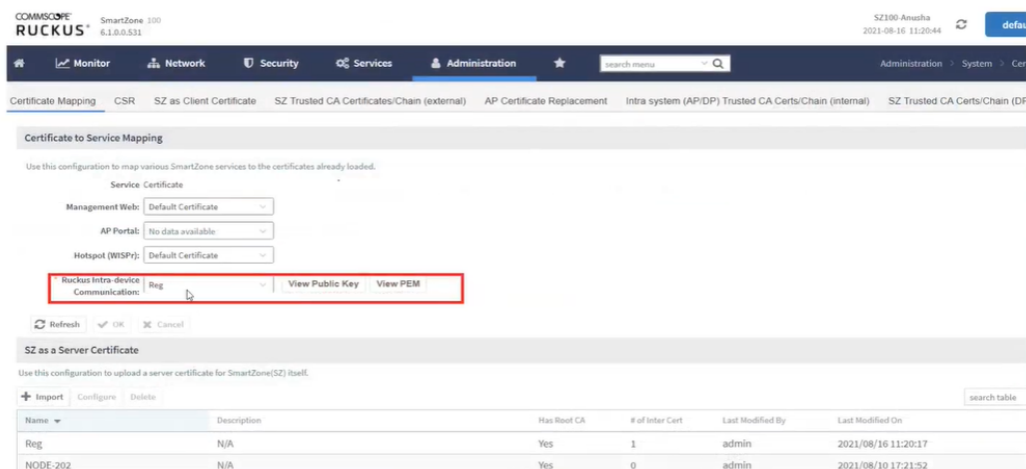 COMMSCOPE
RUCKUS
SmartZone 100
6.1.0.0.531
SZ100-Anusha
2021-08-16 11:20:44
defau
Monitor
Network
Security
Services
Administration
search menu
Administration > System > Cer
Certificate Mapping
CSR
SZ as Client Certificate
SZ Trusted CA Certificates/Chain (external)
AP Certificate Replacement
Intra system (AP/DP) Trusted CA Certs/Chain (internal)
SZ Trusted CA Certs/Chain (DP
Certificate to Service Mapping
Use this configuration to map various SmartZone services to the certificates already loaded.
Service Certificate
Management Web: Default Certificate
AP Portal: No data available
Hotspot (WISPr): Default Certificate
* Ruckus Intra-device
Communication: Reg View Public Key View PEM
Refresh OK Cancel
SZ as a Server Certificate
Use this configuration to upload a server certificate for SmartZone(SZ) itself.
Import Configure Delete
search table
Name Description Has Root CA # of Inter Cert Last Modified By Last Modified On
Reg N/A Yes 1 admin 2021/08/16 11:20:17
NODE-202 N/A Yes 0 admin 2021/08/10 17:21:52